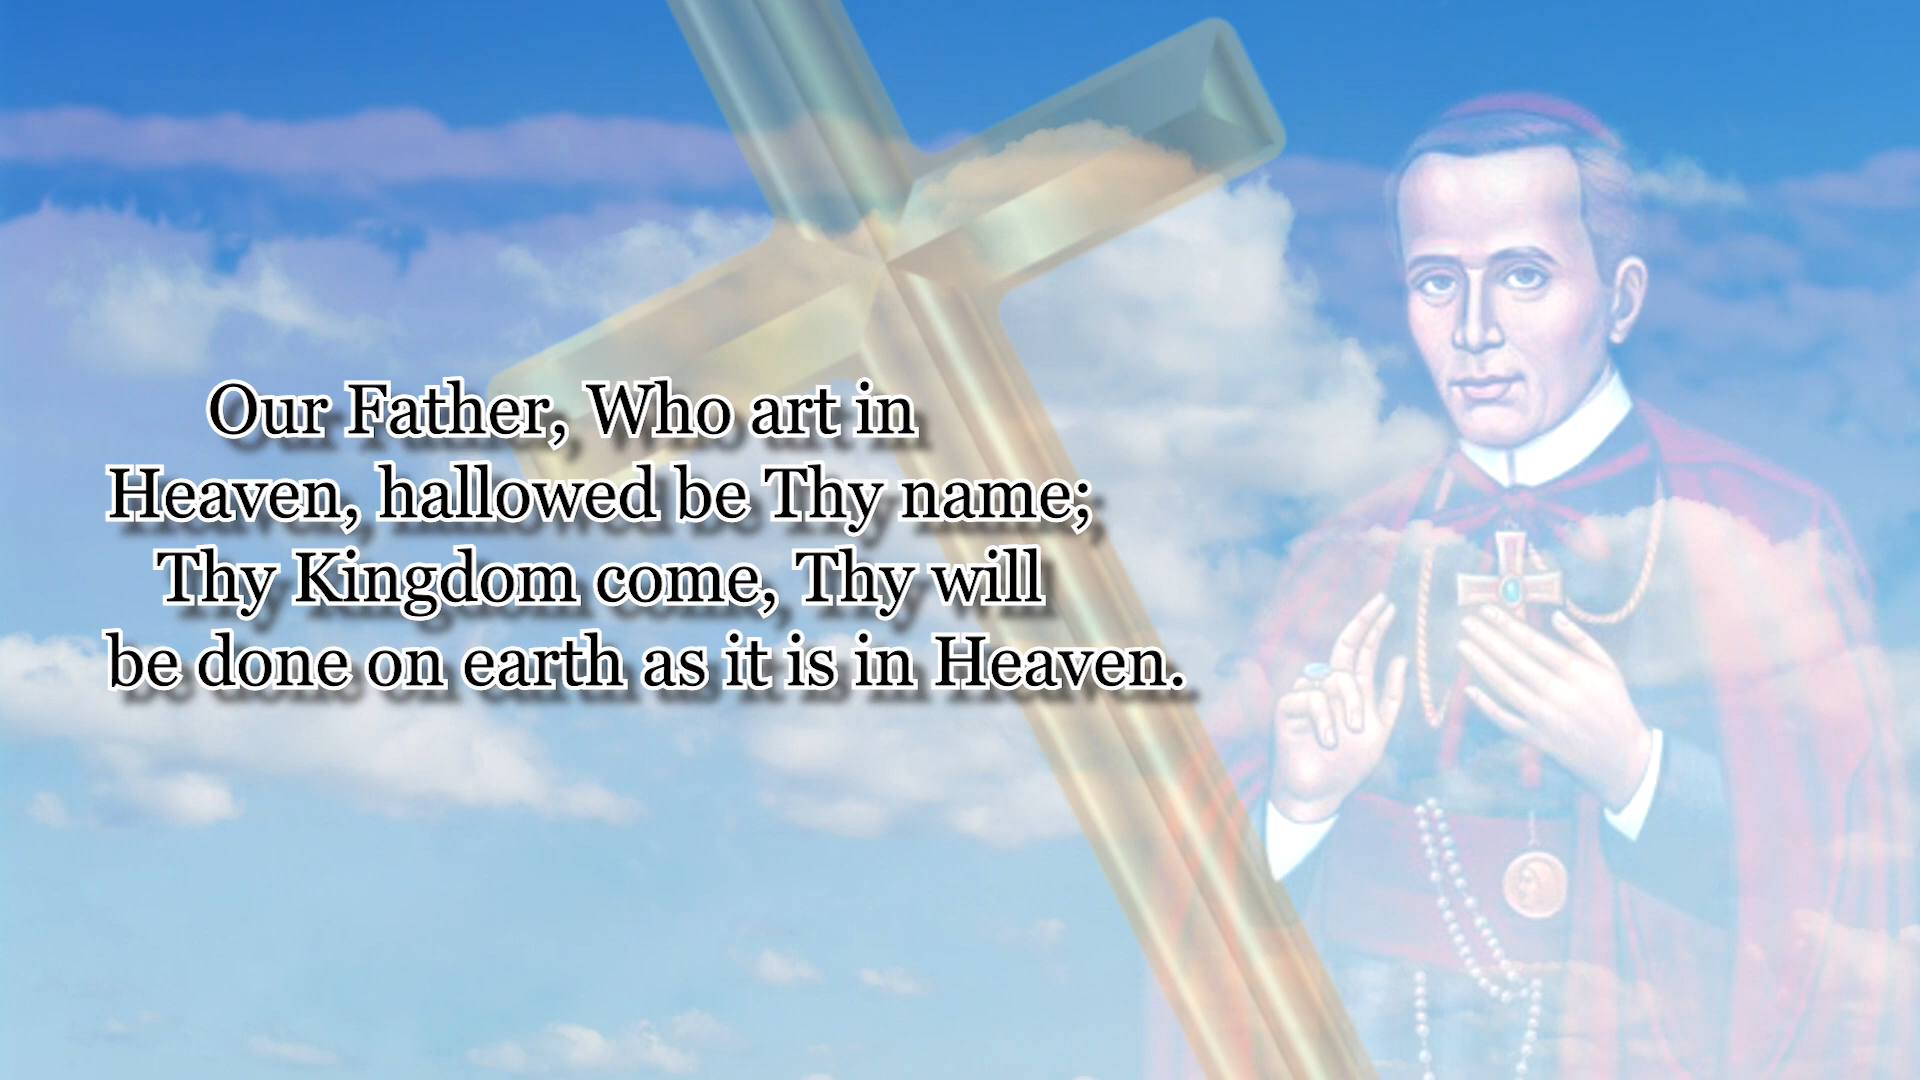 Our Father, Who art in
Heaven, hallowed be Thy name;
Thy Kingdom come, Thy will
be done on earth as it is in Heaven.